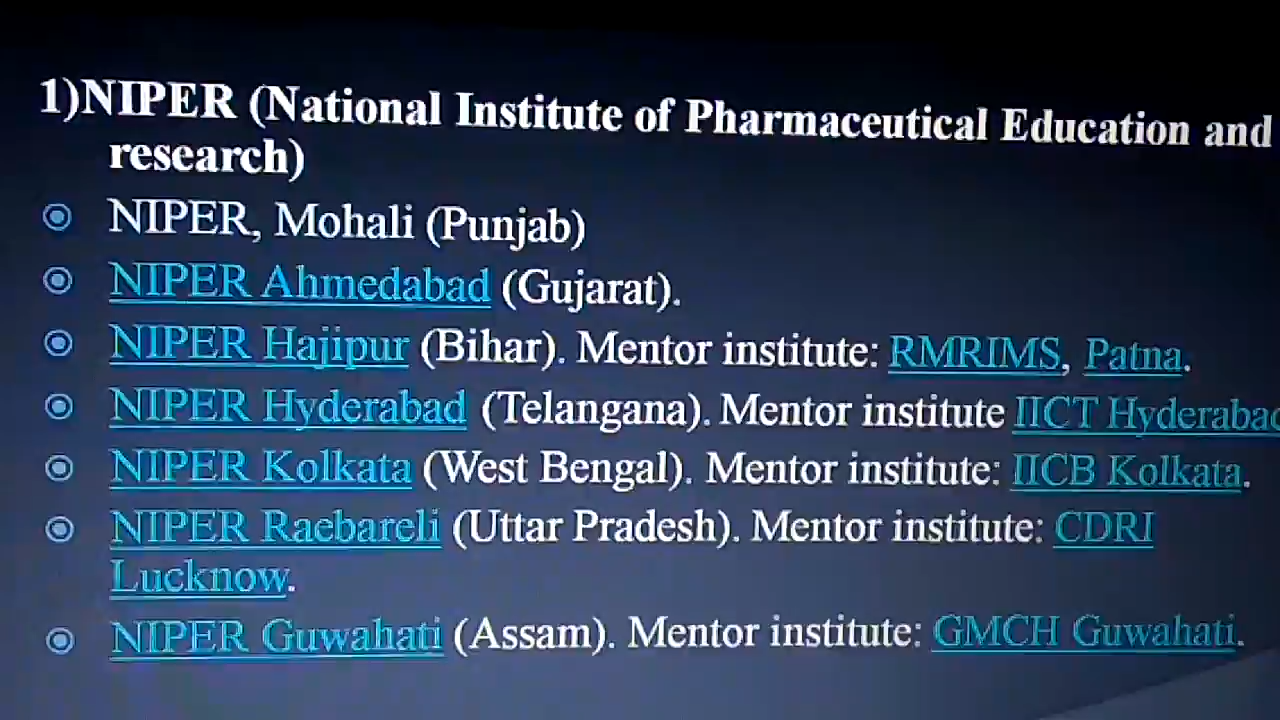 1)NIPER (National Institute of Pharmaceutical Education and
research)
NIPER, Mohali (Punjab)
NIPER Ahmedabad (Gujarat).
NIPER Hajipur (Bihar). Mentor institute: RMRIMS, Patna.
NIPER Hyderabad (Telangana). Mentor institute IICT Hyderabad
NIPER Kolkata (West Bengal). Mentor institute: IICB Kolkata.
NIPER Raebareli (Uttar Pradesh). Mentor institute: CDRI
Lucknow.
NIPER Guwahati (Assam). Mentor institute: GMCH Guwahati.